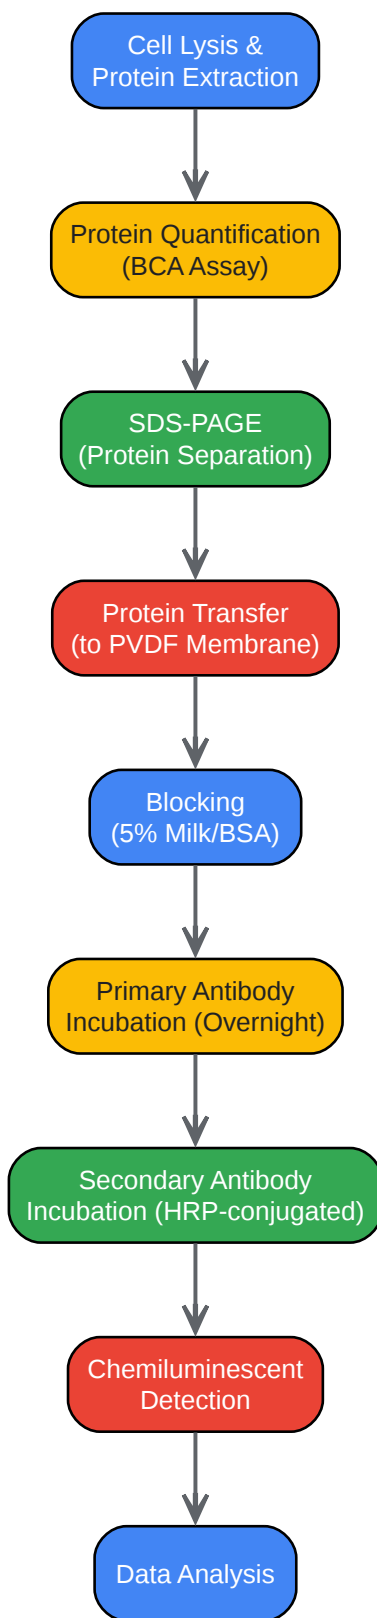 Cell Lysis &
Protein Extraction
Protein Quantification
(BCA Assay)
SDS-PAGE
(Protein Separation)
Protein Transfer
(to PVDF Membrane)
Blocking
(5% Milk/BSA)
Primary Antibody
Incubation (Overnight)
Secondary Antibody
Incubation (HRP-conjugated)
Chemiluminescent
Detection
Data Analysis